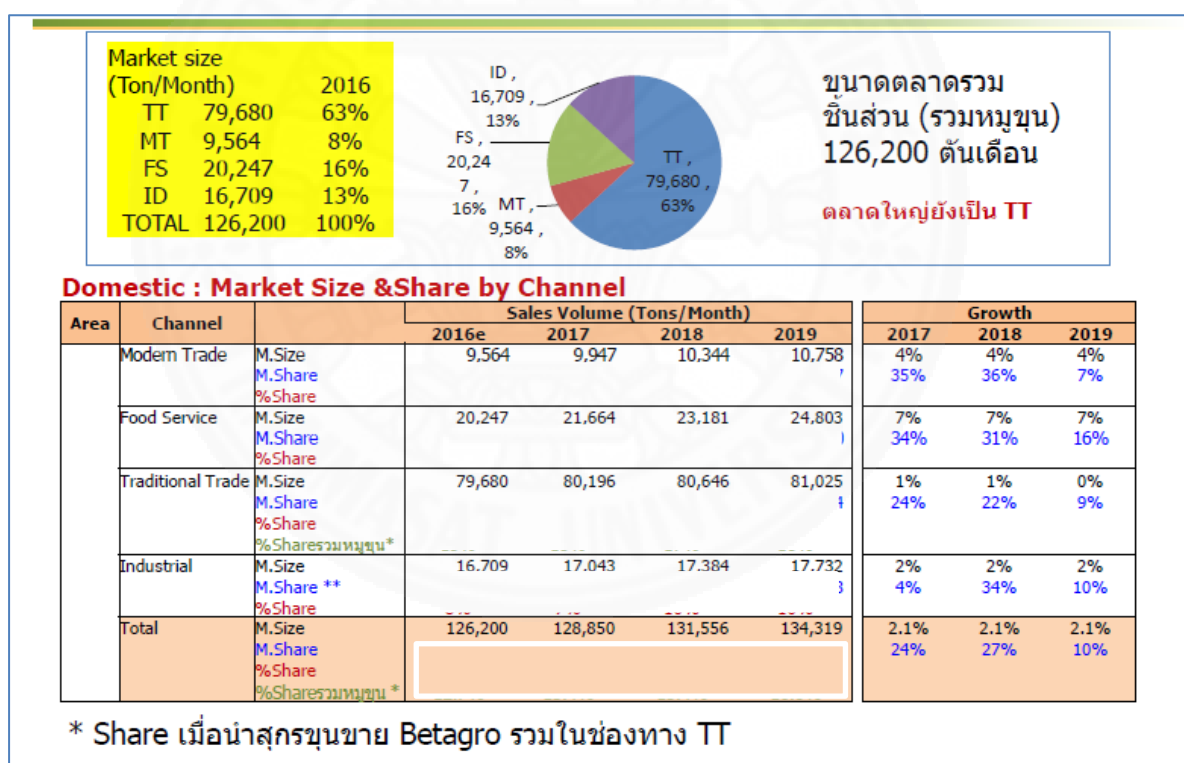 Market size
(Ton/Month) 2016
TT 79,680 63%
MT 9,564 8%
FS 20,247 16%
ID 16,709 13%
TOTAL 126,200 100%
ID ,
16,709 ,
13%
FS ,
20,24
7 ,
16%
MT ,
9,564 ,
8%
TT ,
79,680 ,
63%
ขนาดตลาดรวม
ชิ้นส่วน (รวมหมูขุน)
126,200 ตันเดือน
ตลาดใหญ่ยังเป็น TT
Domestic : Market Size &Share by Channel
Area Channel Sales Volume (Tons/Month) Growth
2016e 2017 2018 2019 2017 2018 2019
Modern Trade M.Size 9,564 9,947 10,344 10,758 4% 4% 4%
M.Share 35% 36% 7%
%Share
Food Service M.Size 20,247 21,664 23,181 24,803 7% 7% 7%
M.Share 34% 31% 16%
%Share
Traditional Trade M.Size 79,680 80,196 80,646 81,025 1% 1% 0%
M.Share 24% 22% 9%
%Share
%Shareรวมหมูขุน*
Industrial M.Size 16.709 17.043 17.384 17.732 2% 2% 2%
M.Share ** 4% 34% 10%
%Share
Total M.Size 126,200 128,850 131,556 134,319 2.1% 2.1% 2.1%
M.Share 24% 27% 10%
%Share
%Shareรวมหมูขุน *
* Share เมื่อนำสุกรขุนขาย Betagro รวมในช่องทาง TT